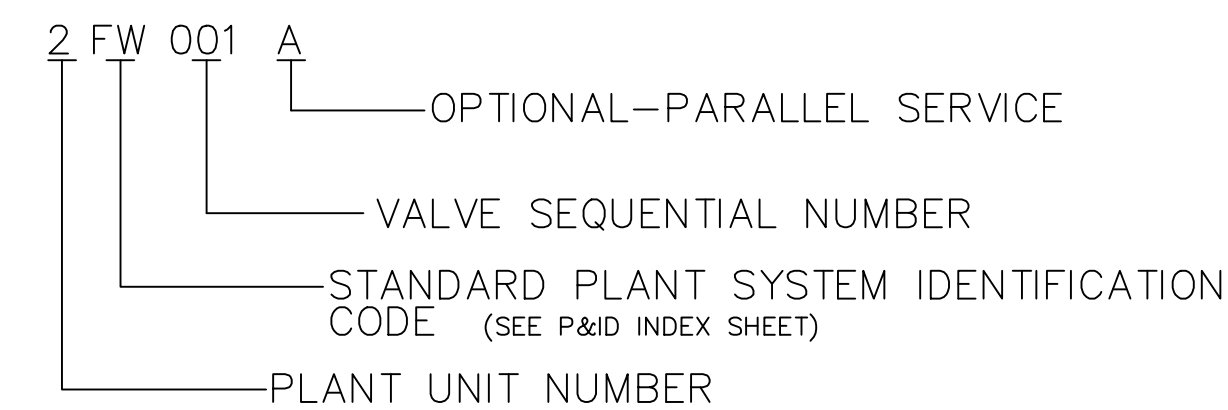 2 FW 001 A
OPTIONAL-PARALLEL SERVICE
VALVE SEQUENTIAL NUMBER
STANDARD PLANT SYSTEM IDENTIFICATION
CODE (SEE P&ID INDEX SHEET)
PLANT UNIT NUMBER